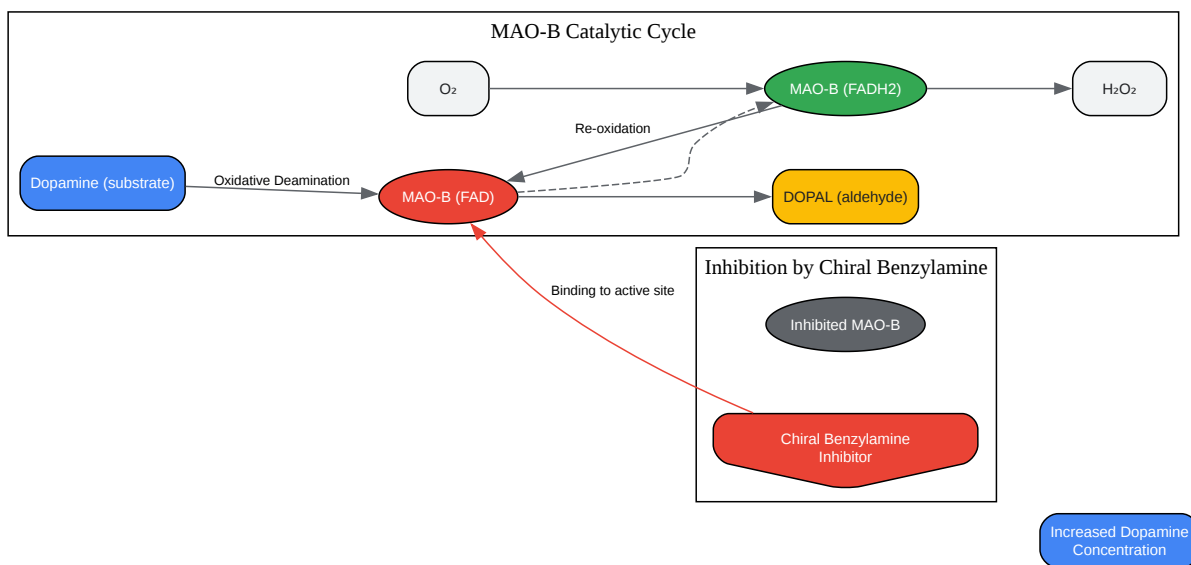 MAO-B Catalytic Cycle
O₂
MAO-B (FADH2)
H₂O₂
Re-oxidation
Dopamine (substrate)
Oxidative Deamination
MAO-B (FAD)
DOPAL (aldehyde)
Inhibition by Chiral Benzylamine
Binding to active site
Inhibited MAO-B
Chiral Benzylamine
Inhibitor
Increased Dopamine
Concentration